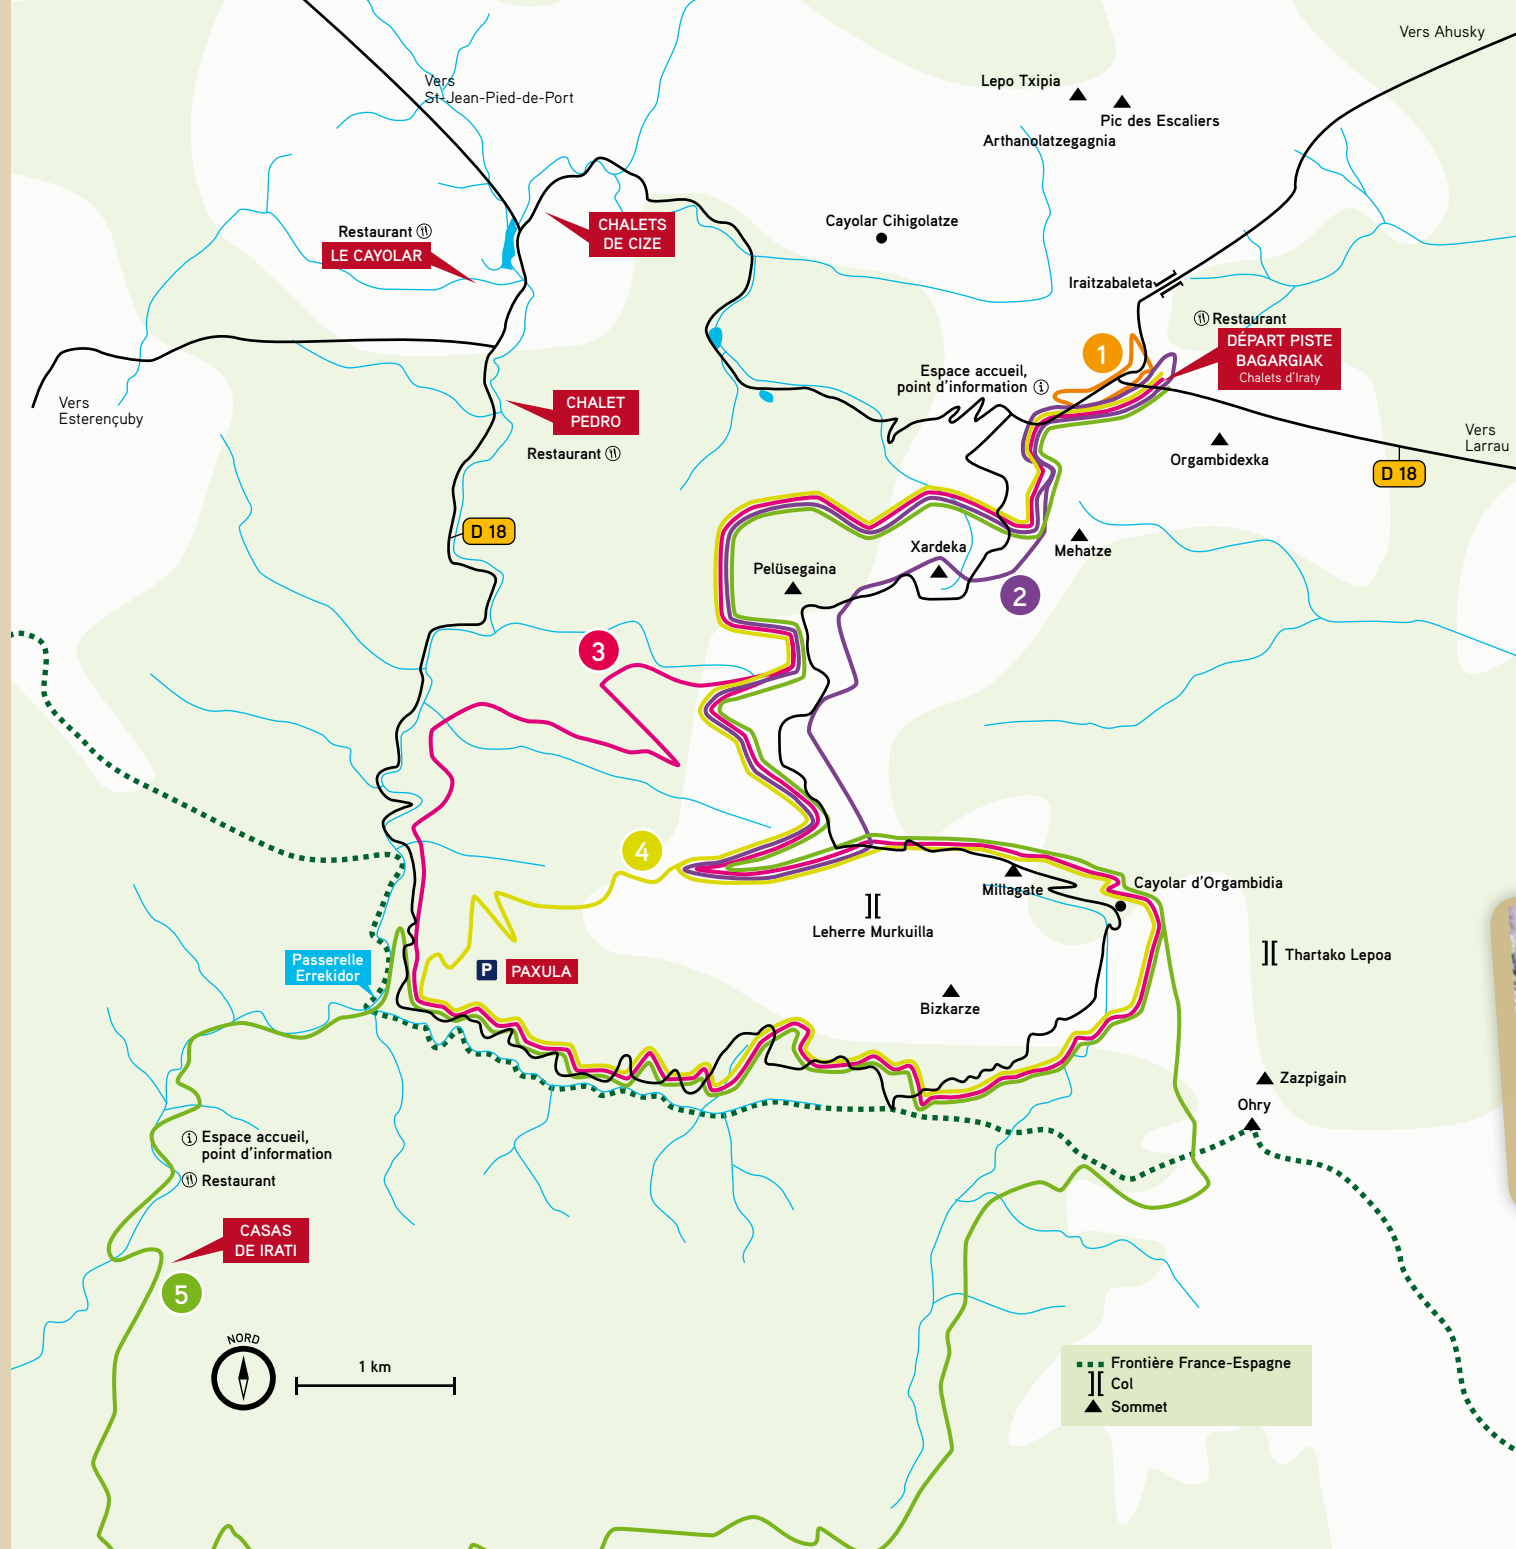 Vers Ahusky
Vers
St-Jean-Pied-de-Port
Lepo Txipia
Pic des Escaliers
Arthanolatzegagnia
Restaurant
LE CAYOLAR
CHALETS
DE CIZE
Cayolar Cihigolatze
Iraitzabaleta
Restaurant
DÉPART PISTE
BAGARGIAK
Chalets d'Iraty
1
Espace accueil,
point d'information
Vers
Esterençuby
CHALET
PEDRO
Restaurant
Vers
Larrau
Orgambidexka
D 18
D 18
Xardeka
Mehatze
Pelüsegaina
2
3
4
Millagate
Cayolar d'Orgambidia
Leherre Murkuilla
Thartako Lepoa
Passerelle
Errekidor
P
PAXULA
Bizkarze
Zazpigain
Ohry
Espace accueil,
point d'information
Restaurant
CASAS
DE IRATI
5
NORD
1 km
Frontière France-Espagne
Col
Sommet